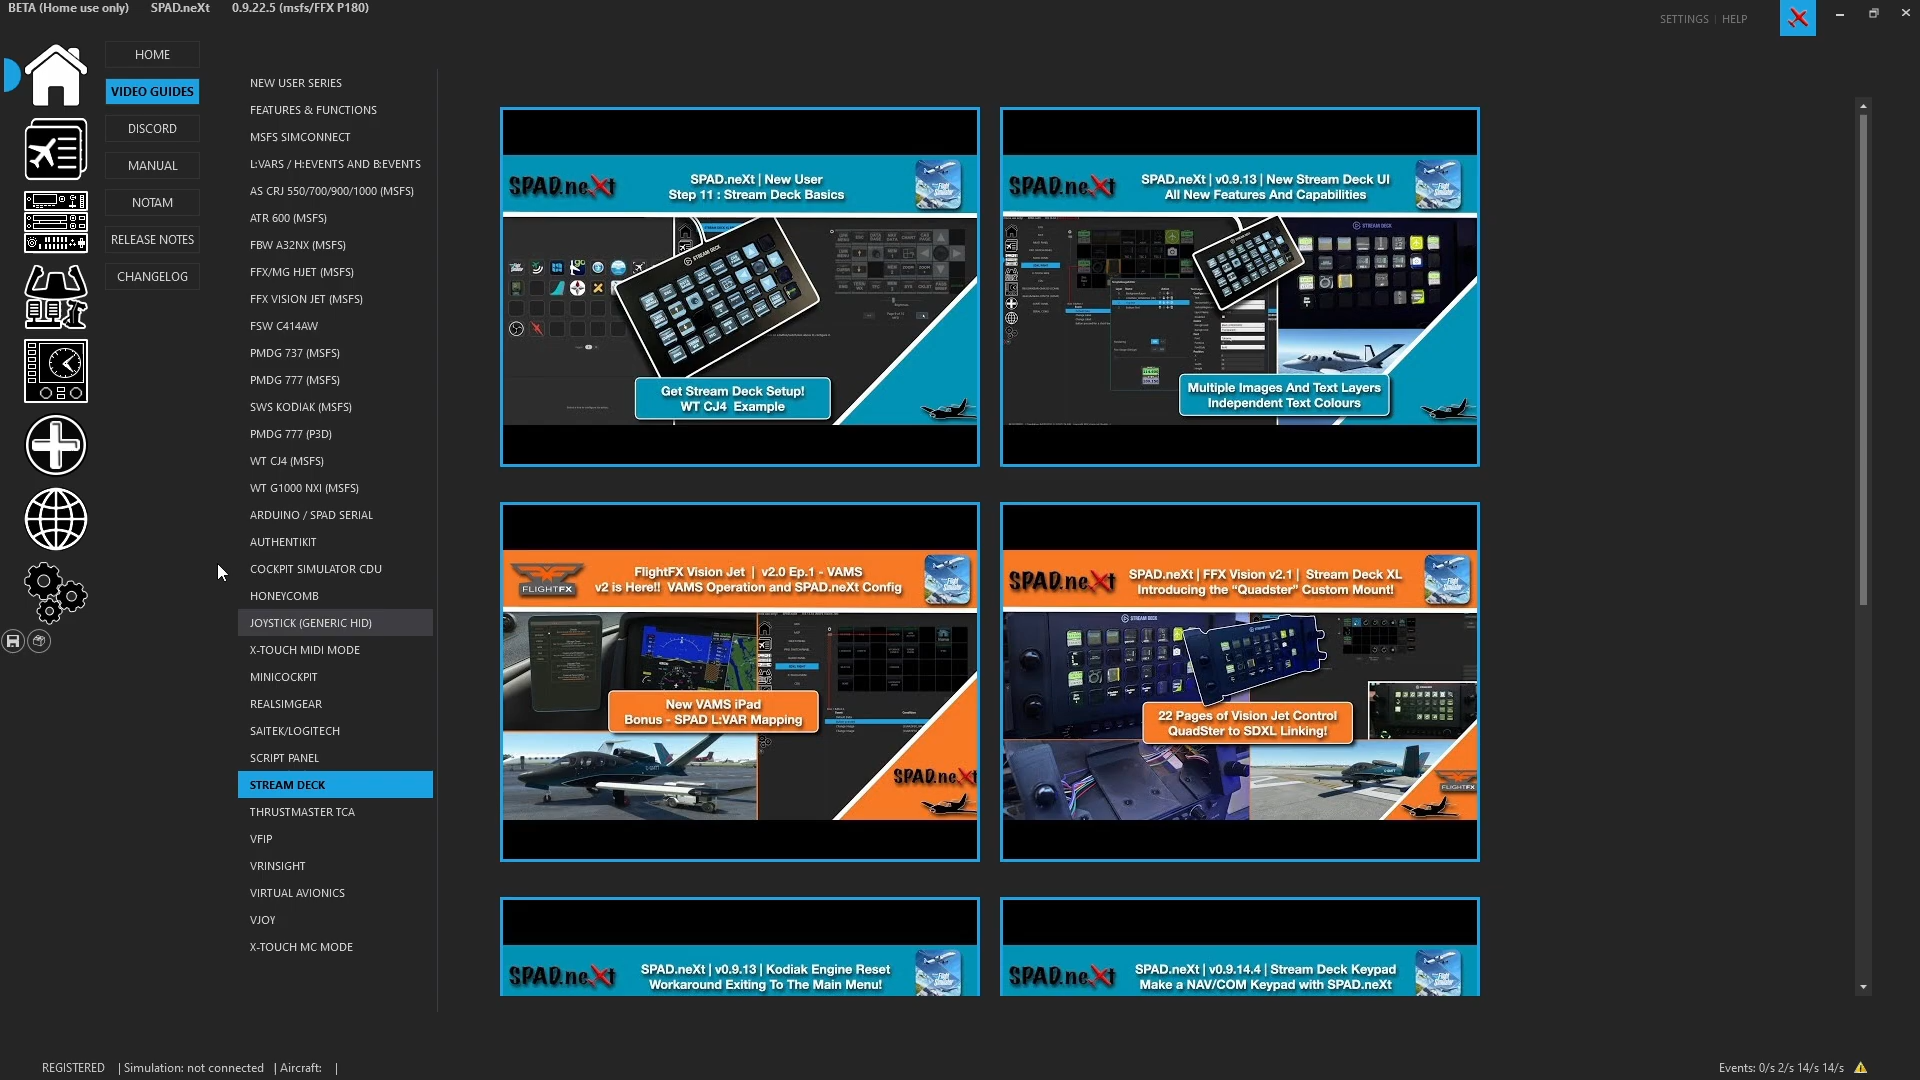 BETA (Home use only) SPAD.neXt 0.9.22.5 (msfs/FFX P180)
SETTINGS | HELP
HOME
VIDEO GUIDES
DISCORD
MANUAL
NOTAM
RELEASE NOTES
CHANGELOG
NEW USER SERIES
FEATURES & FUNCTIONS
MSFS SIMCONNECT
L:VARS / H:EVENTS AND B:EVENTS
AS CRJ 550/700/900/1000 (MSFS)
ATR 600 (MSFS)
FBW A32NX (MSFS)
FFX/MG HJET (MSFS)
FFX VISION JET (MSFS)
FSW C414AW
PMDG 737 (MSFS)
PMDG 777 (MSFS)
SWS KODIAK (MSFS)
PMDG 777 (P3D)
WT CJ4 (MSFS)
WT G1000 NXI (MSFS)
ARDUINO / SPAD SERIAL
AUTHENTIKIT
COCKPIT SIMULATOR CDU
HONEYCOMB
JOYSTICK (GENERIC HID)
X-TOUCH MIDI MODE
MINICOCKPIT
REALSIMGEAR
SAITEK/LOGITECH
SCRIPT PANEL
STREAM DECK
THRUSTMASTER TCA
VFIP
VRINSIGHT
VIRTUAL AVIONICS
VJOY
X-TOUCH MC MODE
SPAD.neXt
SPAD.neXt | New User
Step 11 : Stream Deck Basics
STREAM DECK
Get Stream Deck Setup!
WT CJ4 Example
SPAD.neXt
SPAD.neXt | v0.9.13 | New Stream Deck UI
All New Features And Capabilities
STREAM DECK
Multiple Images And Text Layers
Independent Text Colours
FLIGHTFX
FlightFX Vision Jet | v2.0 Ep.1 - VAMS
v2 is Here!! VAMS Operation and SPAD.neXt Config
New VAMS iPad
Bonus - SPAD L:VAR Mapping
SPAD.neXt
SPAD.neXt
SPAD.neXt | FFX Vision v2.1 | Stream Deck XL
Introducing the “Quadster” Custom Mount!
STREAM DECK
22 Pages of Vision Jet Control
QuadSter to SDXL Linking!
FLIGHTFX
SPAD.neXt
SPAD.neXt | v0.9.13 | Kodiak Engine Reset
Workaround Exiting To The Main Menu!
SPAD.neXt
SPAD.neXt | v0.9.14.4 | Stream Deck Keypad
Make a NAV/COM Keypad with SPAD.neXt
REGISTERED | Simulation: not connected | Aircraft: |
Events: 0/s 2/s 14/s 14/s